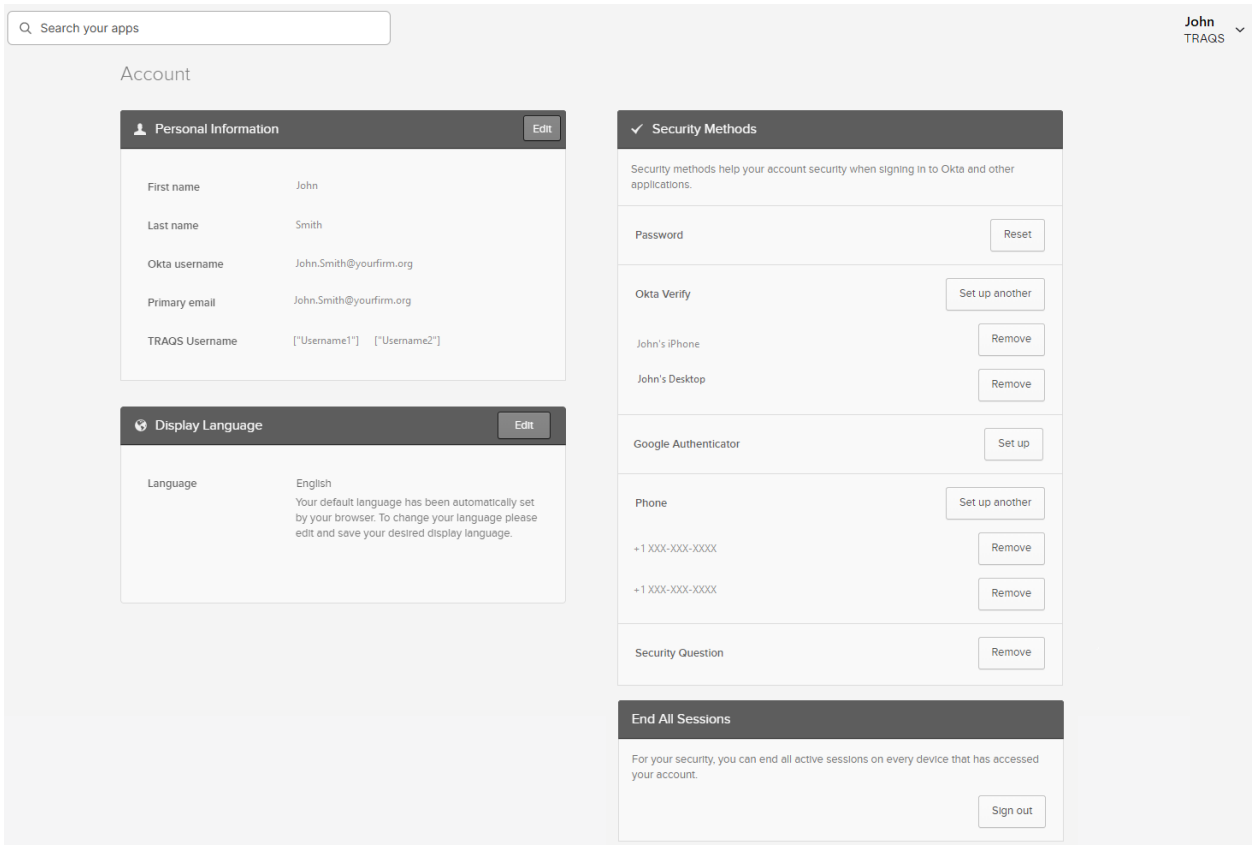 Search your apps
John
TRAQS
Account
Personal Information
Edit
First name
John
Last name
Smith
Okta username
John.Smith@yourfirm.org
Primary email
John.Smith@yourfirm.org
TRAQS Username
["Username1"] ["Username2"]
Display Language
Edit
Language
English
Your default language has been automatically set
by your browser. To change your language please
edit and save your desired display language.
Security Methods
Security methods help your account security when signing in to Okta and other
applications.
Password
Reset
Okta Verify
Set up another
John's iPhone
Remove
John's Desktop
Remove
Google Authenticator
Set up
Phone
Set up another
+1 XXX-XXX-XXXX
Remove
+1 XXX-XXX-XXXX
Remove
Security Question
Remove
End All Sessions
For your security, you can end all active sessions on every device that has accessed
your account.
Sign out